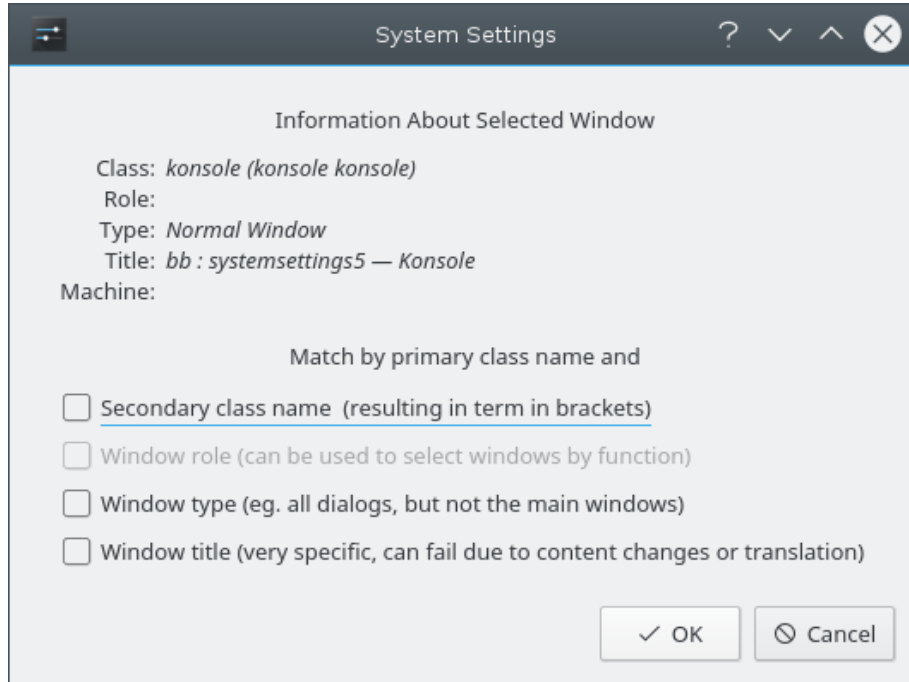 System Settings
Information About Selected Window
Class: konsole (konsole konsole)
Role:
Type: Normal Window
Title: bb : systemsettings5 — Konsole
Machine:
Match by primary class name and
Secondary class name  (resulting in term in brackets)
Window role (can be used to select windows by function)
Window type (eg. all dialogs, but not the main windows)
Window title (very specific, can fail due to content changes or translation)
OK
Cancel